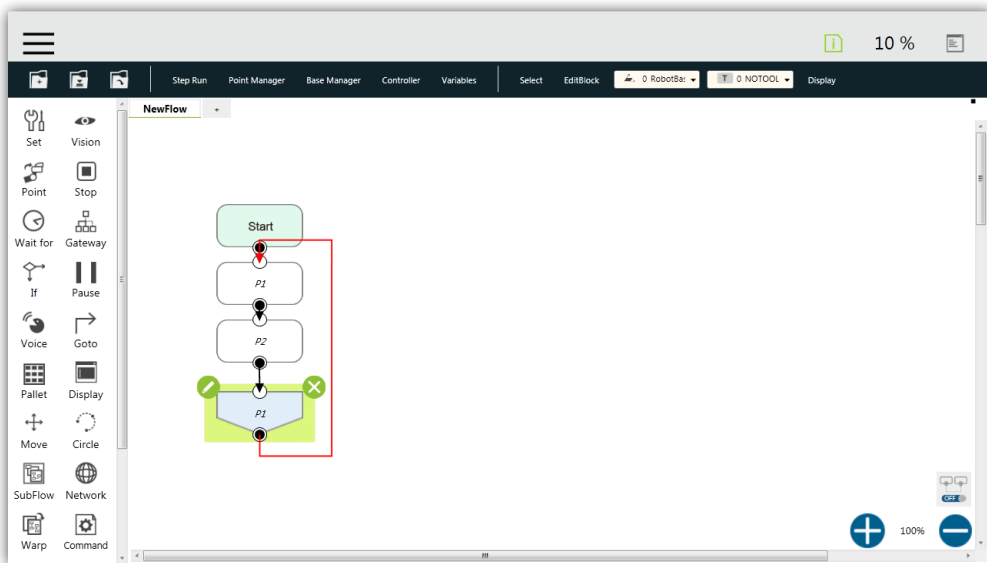 10 %
Step Run Point Manager Base Manager Controller Variables Select EditBlock 0 RobotBa: T 0 NOTOOL Display
NewFlow +
Set Vision
Point Stop
Wait for Gateway
If Pause
Voice Goto
Pallet Display
Move Circle
SubFlow Network
Warp Command
Start
P1
P2
P1
OFF
100%